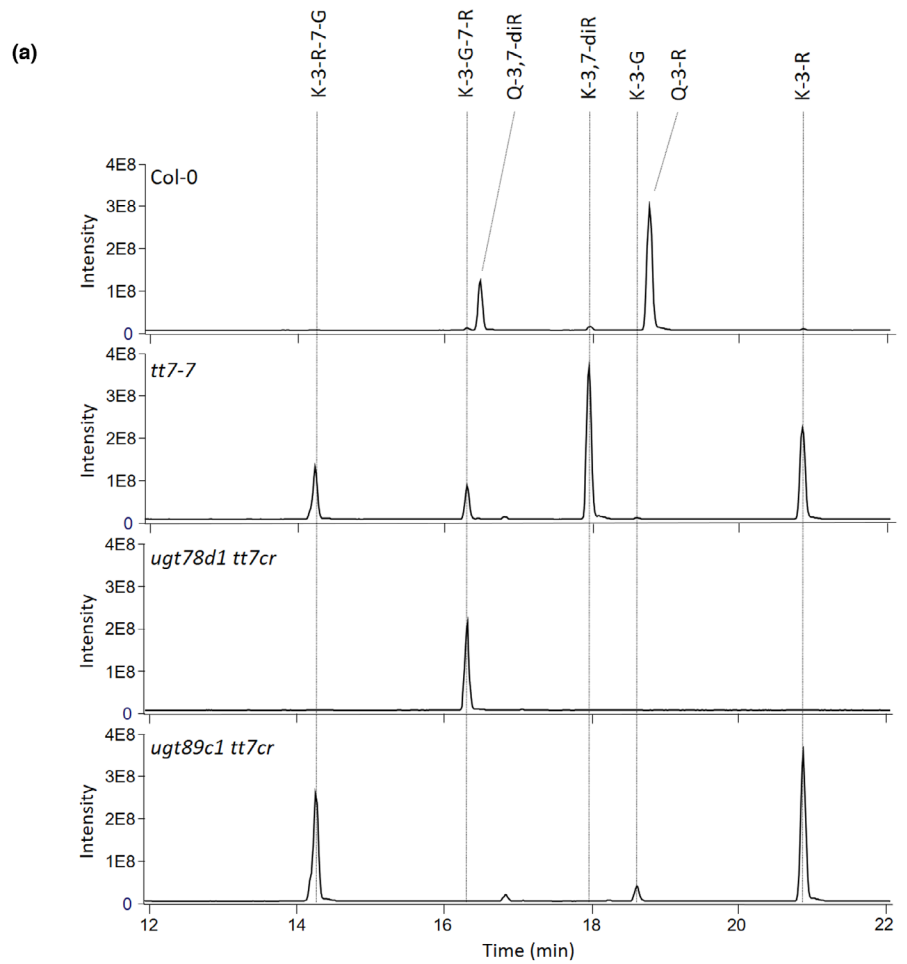 (a)
K-3-R-7-G
K-3-G-7-R
Q-3,7-diR
K-3,7-diR
K-3-G
Q-3-R
K-3-R
Col-0
Intensity
4E8
3E8
2E8
1E8
0
tt7-7
Intensity
4E8
3E8
2E8
1E8
0
ugt78d1 tt7cr
Intensity
4E8
3E8
2E8
1E8
0
ugt89c1 tt7cr
Intensity
4E8
3E8
2E8
1E8
0
12 14 16 18 20 22
Time (min)